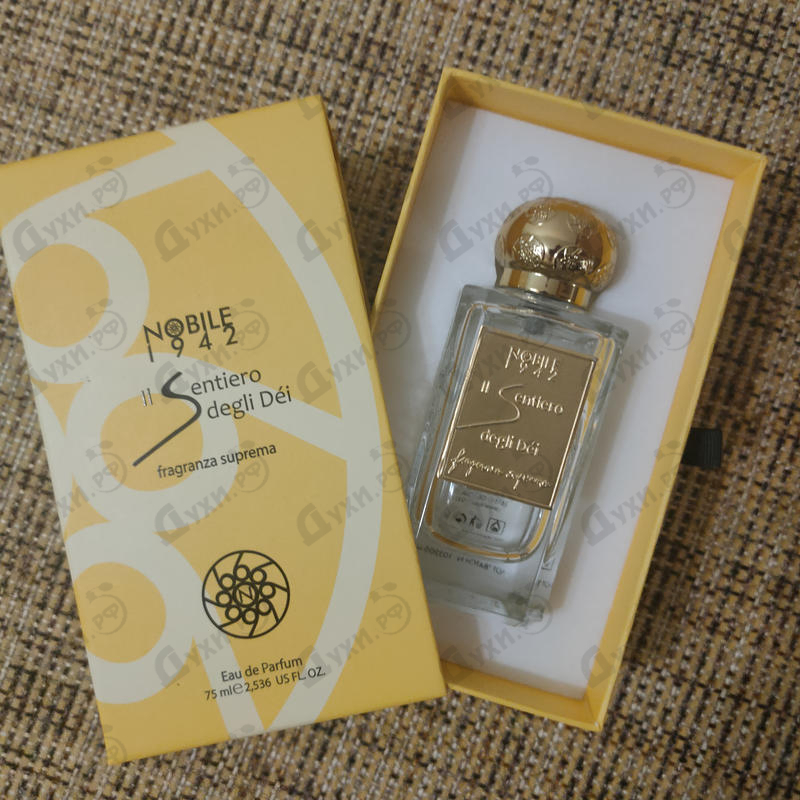 NOBILE
1942
Il Sentiero
degli Déi
fragranza suprema
N
Eau de Parfum
75 ml e 2,536 US FL. OZ.
NOBILE
1942
Il Sentiero
degli Déi
fragranza suprema
Духи.рф